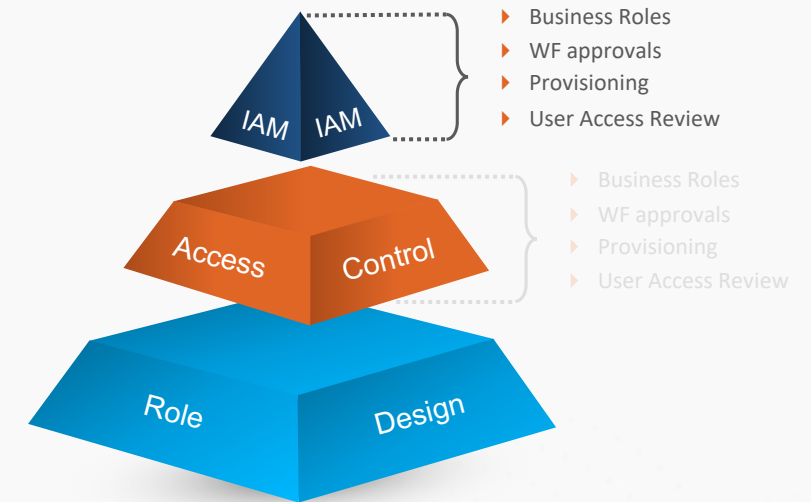 Business Roles
WF approvals
Provisioning
User Access Review
IAM IAM
Business Roles
WF approvals
Provisioning
User Access Review
Access Control
Role Design